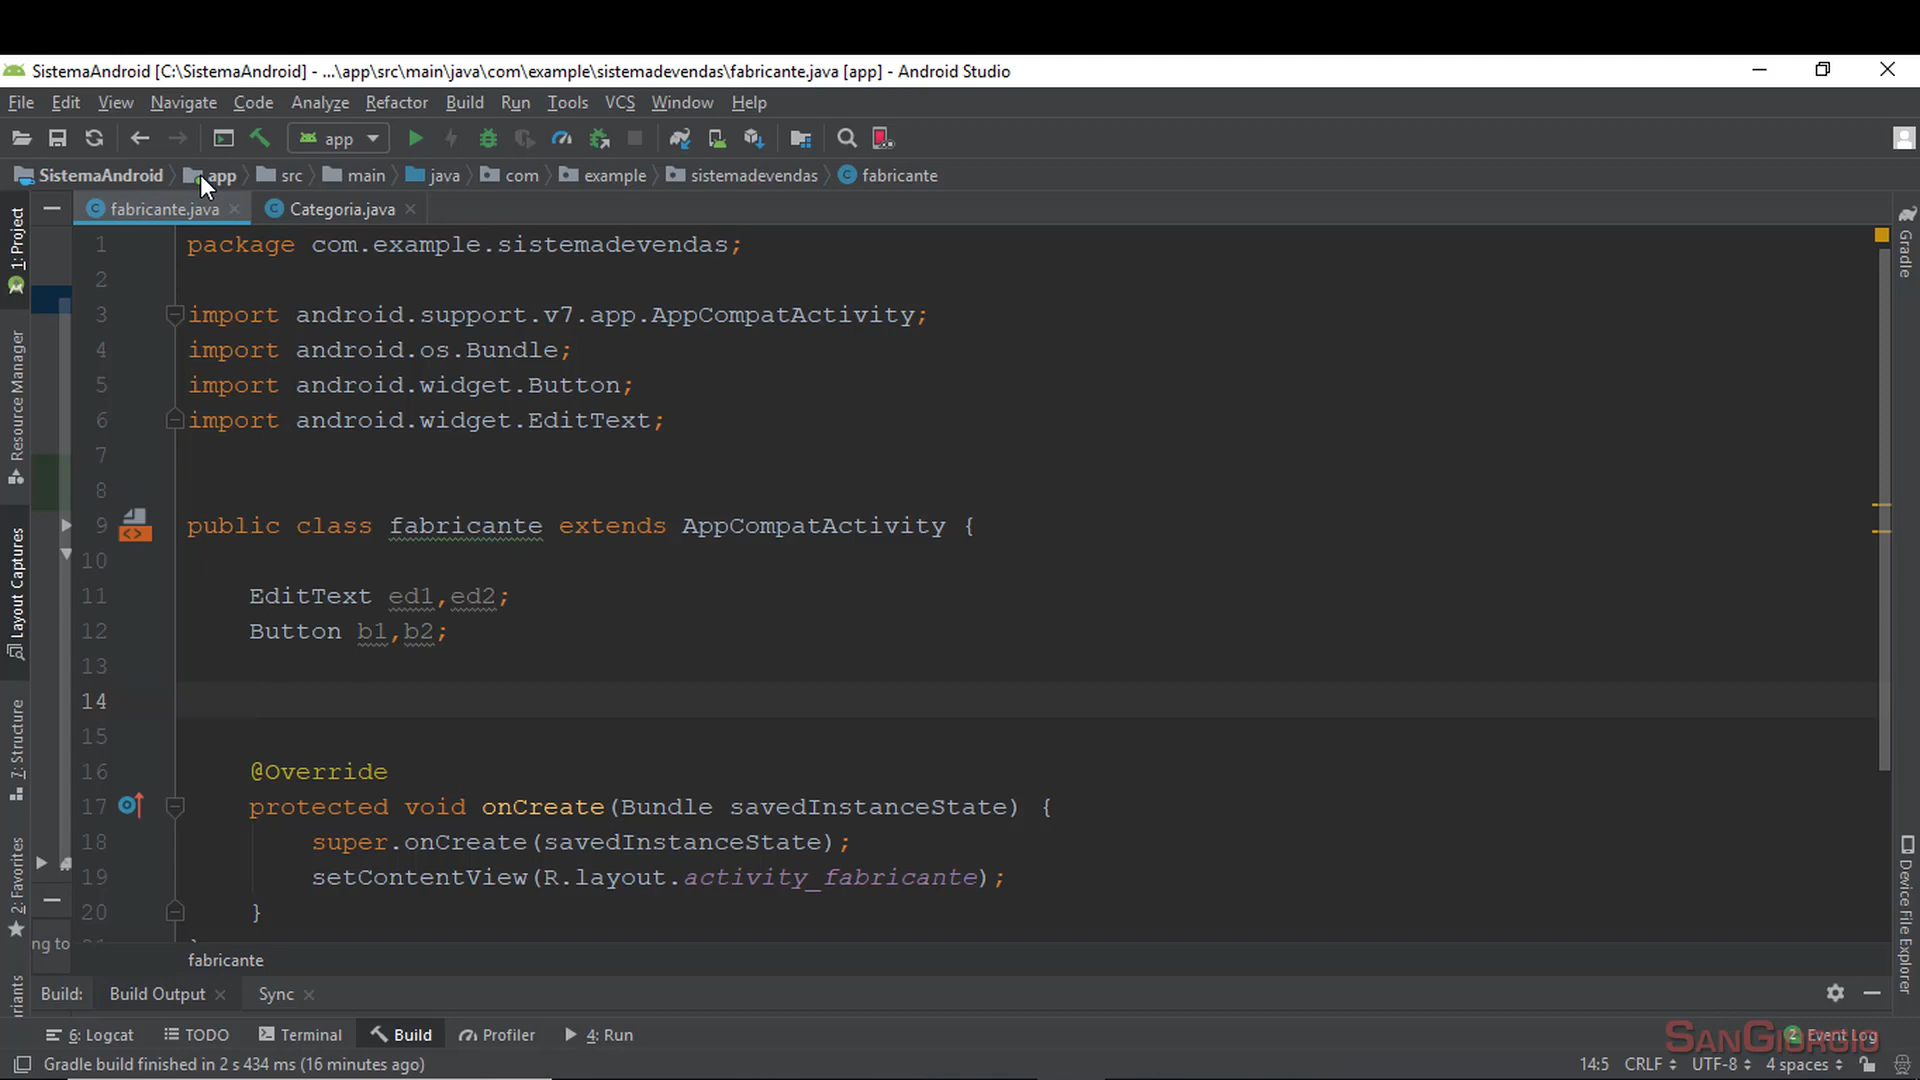 SistemaAndroid [C:\SistemaAndroid] - ...\app\src\main\java\com\example\sistemadevendas\fabricante.java [app] - Android Studio
File Edit View Navigate Code Analyze Refactor Build Run Tools VCS Window Help
app
SistemaAndroid app src main java com example sistemadevendas fabricante
fabricante.java Categoria.java
1 package com.example.sistemadevendas;
2
3 import android.support.v7.app.AppCompatActivity;
4 import android.os.Bundle;
5 import android.widget.Button;
6 import android.widget.EditText;
7
8
9 public class fabricante extends AppCompatActivity {
10
11 EditText ed1,ed2;
12 Button b1,b2;
13
14
15
16 @Override
17 protected void onCreate(Bundle savedInstanceState) {
18 super.onCreate(savedInstanceState);
19 setContentView(R.layout.activity_fabricante);
20 }
fabricante
1: Project
Resource Manager
Layout Captures
7: Structure
2: Favorites
ng to
Gradle
Device File Explorer
Build: Build Output Sync
6: Logcat TODO Terminal Build Profiler 4: Run 2 Event Log
SANGIORGIO
Gradle build finished in 2 s 434 ms (16 minutes ago) 14:5 CRLF UTF-8 4 spaces